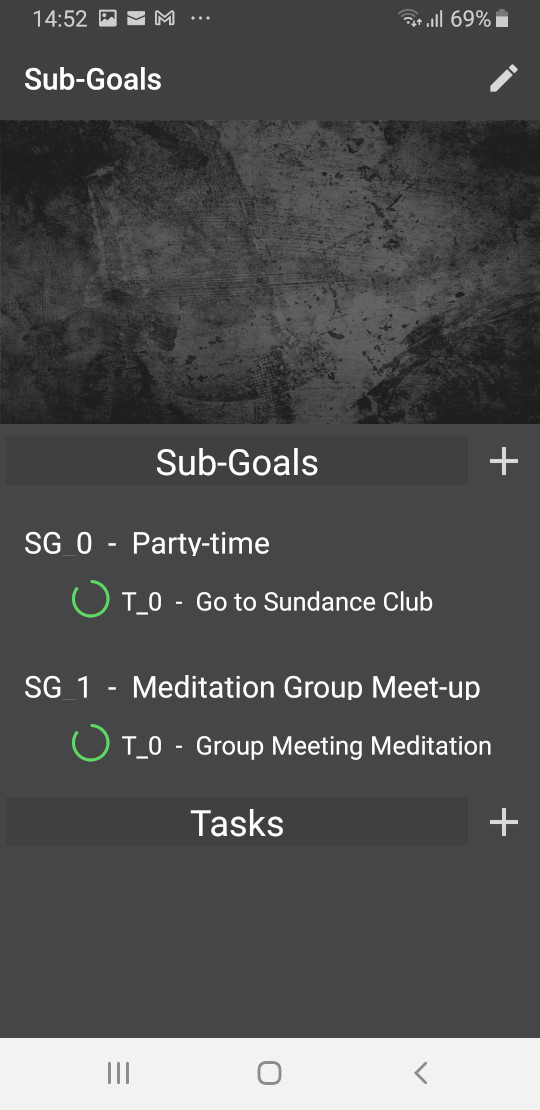 14:52 69%
Sub-Goals
Sub-Goals
SG_0 - Party-time
T_0 - Go to Sundance Club
SG_1 - Meditation Group Meet-up
T_0 - Group Meeting Meditation
Tasks